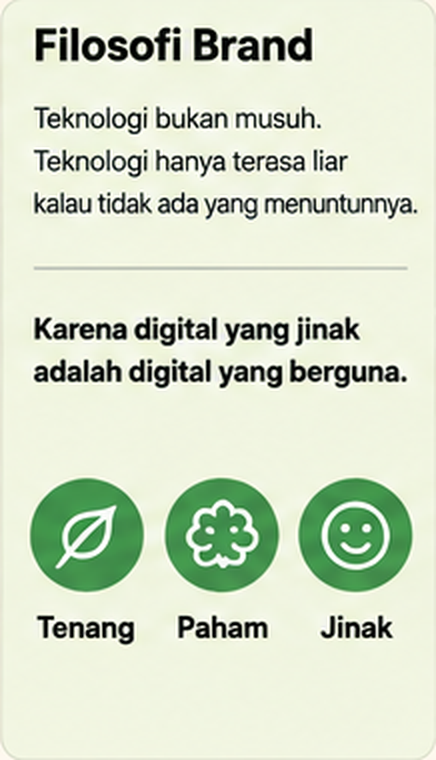 Filosofi Brand
Teknologi bukan musuh.
Teknologi hanya terasa liar
kalau tidak ada yang menuntunnya.
Karena digital yang jinak
adalah digital yang berguna.
Tenang Paham Jinak